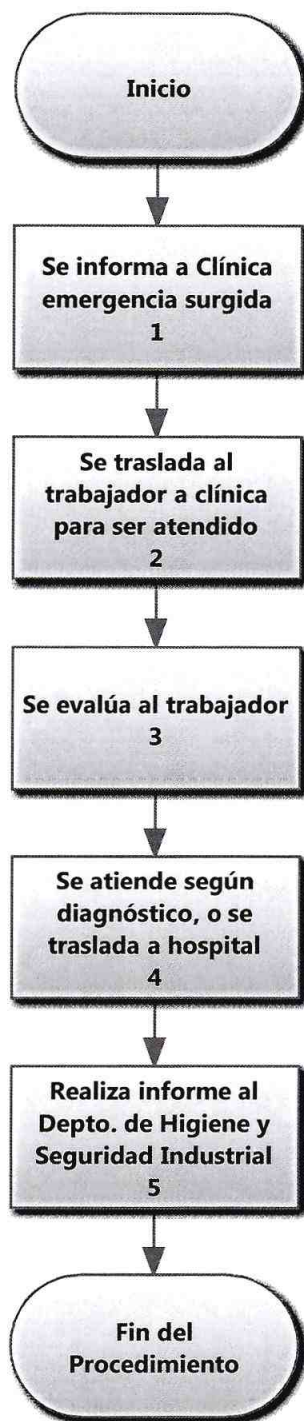 Inicio
Se informa a Clínica
emergencia surgida
1
Se traslada al
trabajador a clínica
para ser atendido
2
Se evalúa al trabajador
3
Se atiende según
diagnóstico, o se
traslada a hospital
4
Realiza informe al
Depto. de Higiene y
Seguridad Industrial
5
Fin del
Procedimiento